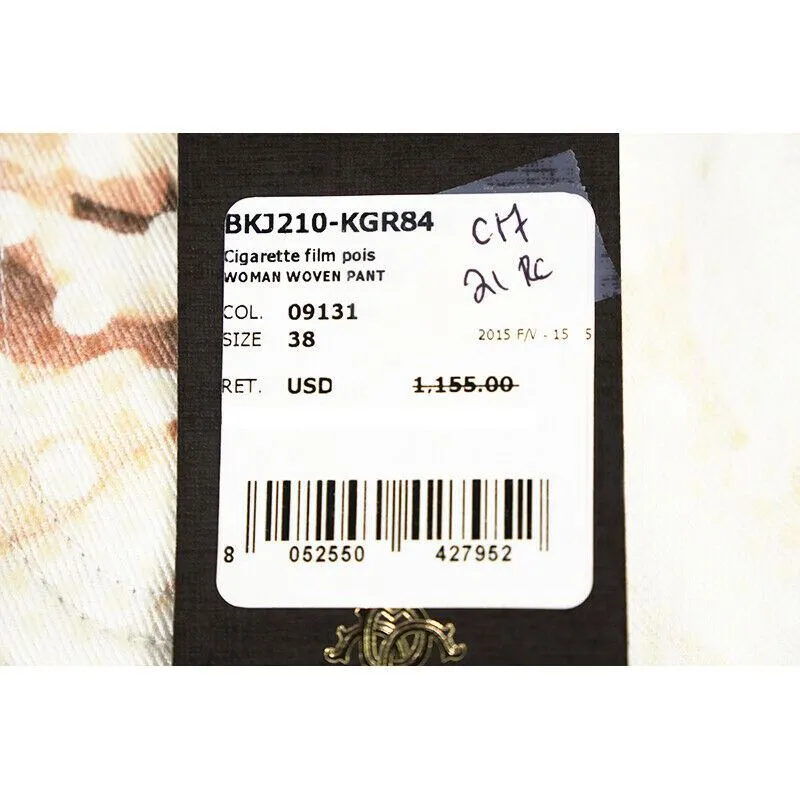 BKJ210-KGR84
Cigarette film pois
WOMAN WOVEN PANT
C17
21 RC
COL. 09131
SIZE 38
2015 F/W - 15 5
RET. USD 1,155.00
8 052550 427952